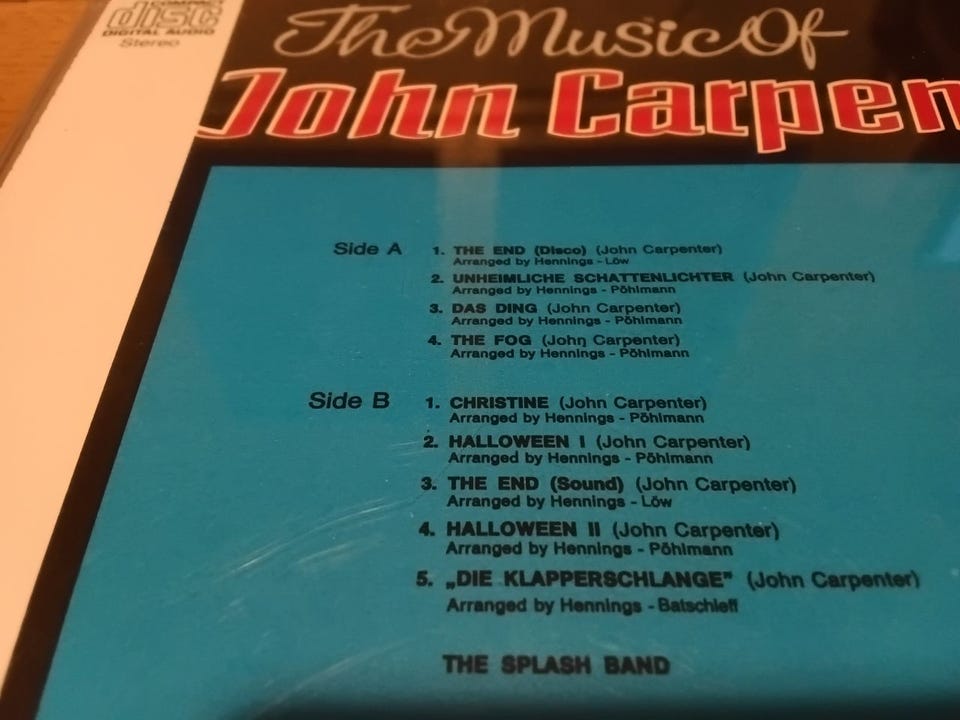 COMPACT
disc
DIGITAL AUDIO
Stereo
The Music Of
John Carpen
Side A 1. THE END (Disco) (John Carpenter)
Arranged by Hennings - Löw
2. UNHEIMLICHE SCHATTENLICHTER (John Carpenter)
Arranged by Hennings - Pöhlmann
3. DAS DING (John Carpenter)
Arranged by Hennings - Pöhlmann
4. THE FOG (John Carpenter)
Arranged by Hennings - Pöhlmann
Side B 1. CHRISTINE (John Carpenter)
Arranged by Hennings - Pöhlmann
2. HALLOWEEN I (John Carpenter)
Arranged by Hennings - Pöhlmann
3. THE END (Sound) (John Carpenter)
Arranged by Hennings - Löw
4. HALLOWEEN II (John Carpenter)
Arranged by Hennings - Pöhlmann
5. „DIE KLAPPERSCHLANGE" (John Carpenter)
Arranged by Hennings - Batschleff
THE SPLASH BAND